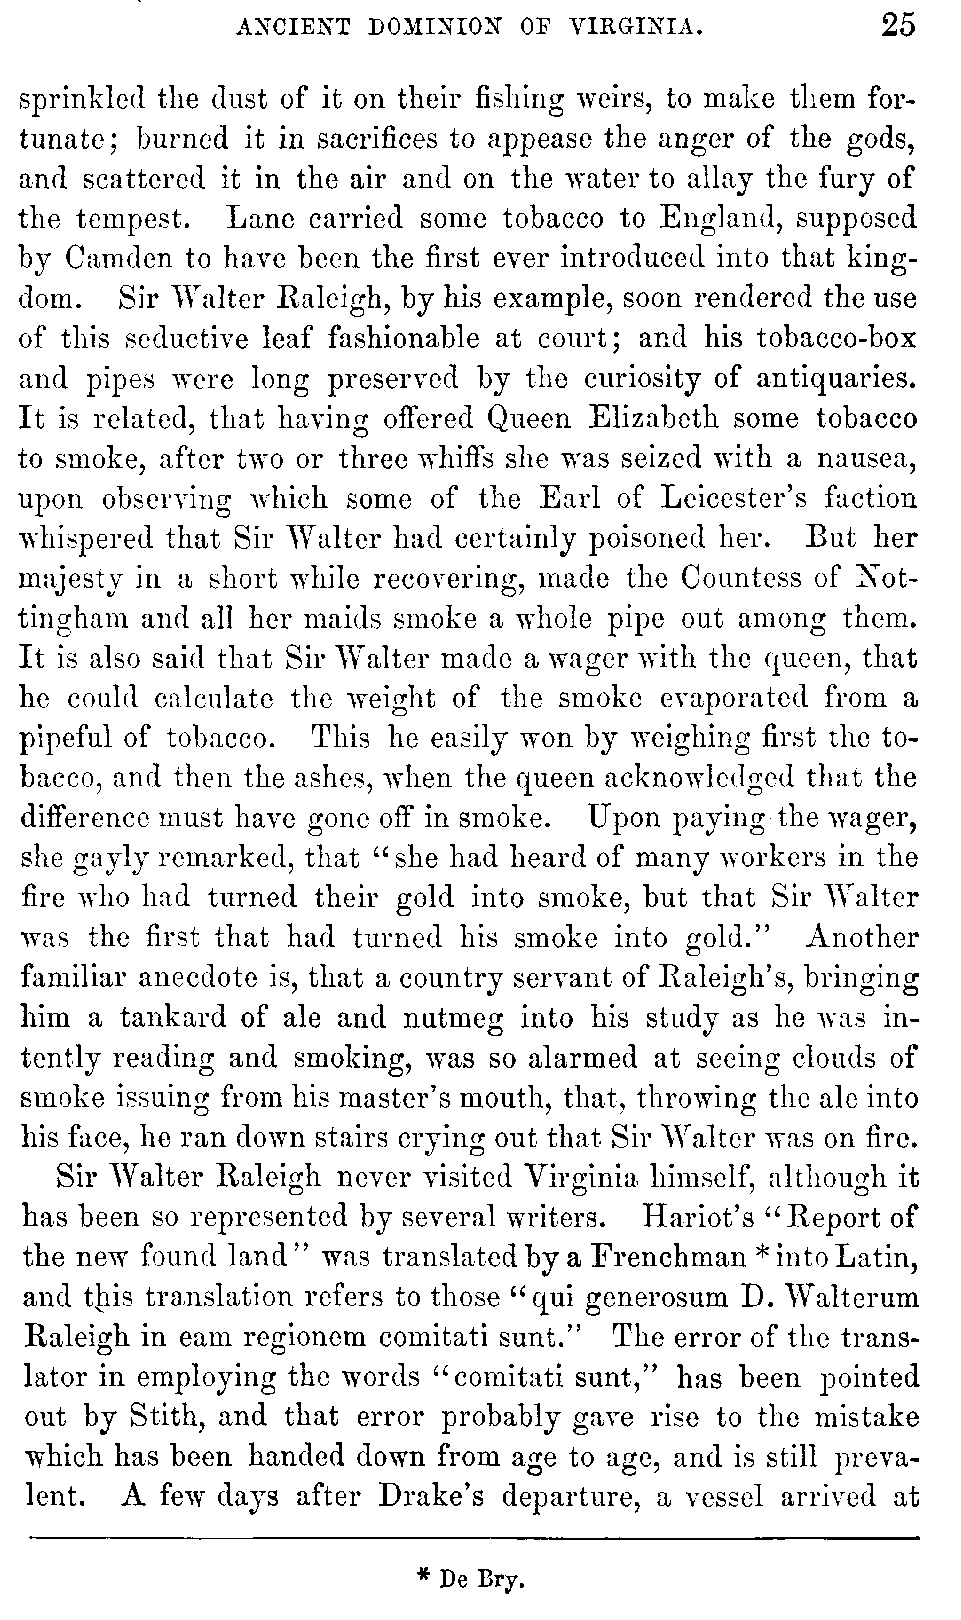 ANCIENT DOMINION OF VIRGINIA. 25
sprinkled the dust of it on their fishing weirs, to make them for-
tunate; burned it in sacrifices to appease the anger of the gods,
and scattered it in the air and on the water to allay the fury of
the tempest. Lane carried some tobacco to England, supposed
by Camden to have been the first ever introduced into that king-
dom. Sir Walter Raleigh, by his example, soon rendered the use
of this seductive leaf fashionable at court; and his tobacco-box
and pipes were long preserved by the curiosity of antiquaries.
It is related, that having offered Queen Elizabeth some tobacco
to smoke, after two or three whiffs she was seized with a nausea,
upon observing which some of the Earl of Leicester's faction
whispered that Sir Walter had certainly poisoned her. But her
majesty in a short while recovering, made the Countess of Not-
tingham and all her maids smoke a whole pipe out among them.
It is also said that Sir Walter made a wager with the queen, that
he could calculate the weight of the smoke evaporated from a
pipeful of tobacco. This he easily won by weighing first the to-
bacco, and then the ashes, when the queen acknowledged that the
difference must have gone off in smoke. Upon paying the wager,
she gayly remarked, that "she had heard of many workers in the
fire who had turned their gold into smoke, but that Sir Walter
was the first that had turned his smoke into gold." Another
familiar anecdote is, that a country servant of Raleigh's, bringing
him a tankard of ale and nutmeg into his study as he was in-
tently reading and smoking, was so alarmed at seeing clouds of
smoke issuing from his master's mouth, that, throwing the ale into
his face, he ran down stairs crying out that Sir Walter was on fire.
Sir Walter Raleigh never visited Virginia himself, although it
has been so represented by several writers. Hariot's "Report of
the new found land" was translated by a Frenchman * into Latin,
and this translation refers to those "qui generosum D. Walterum
Raleigh in eam regionem comitati sunt." The error of the trans-
lator in employing the words "comitati sunt," has been pointed
out by Stith, and that error probably gave rise to the mistake
which has been handed down from age to age, and is still preva-
lent. A few days after Drake's departure, a vessel arrived at
* De Bry.